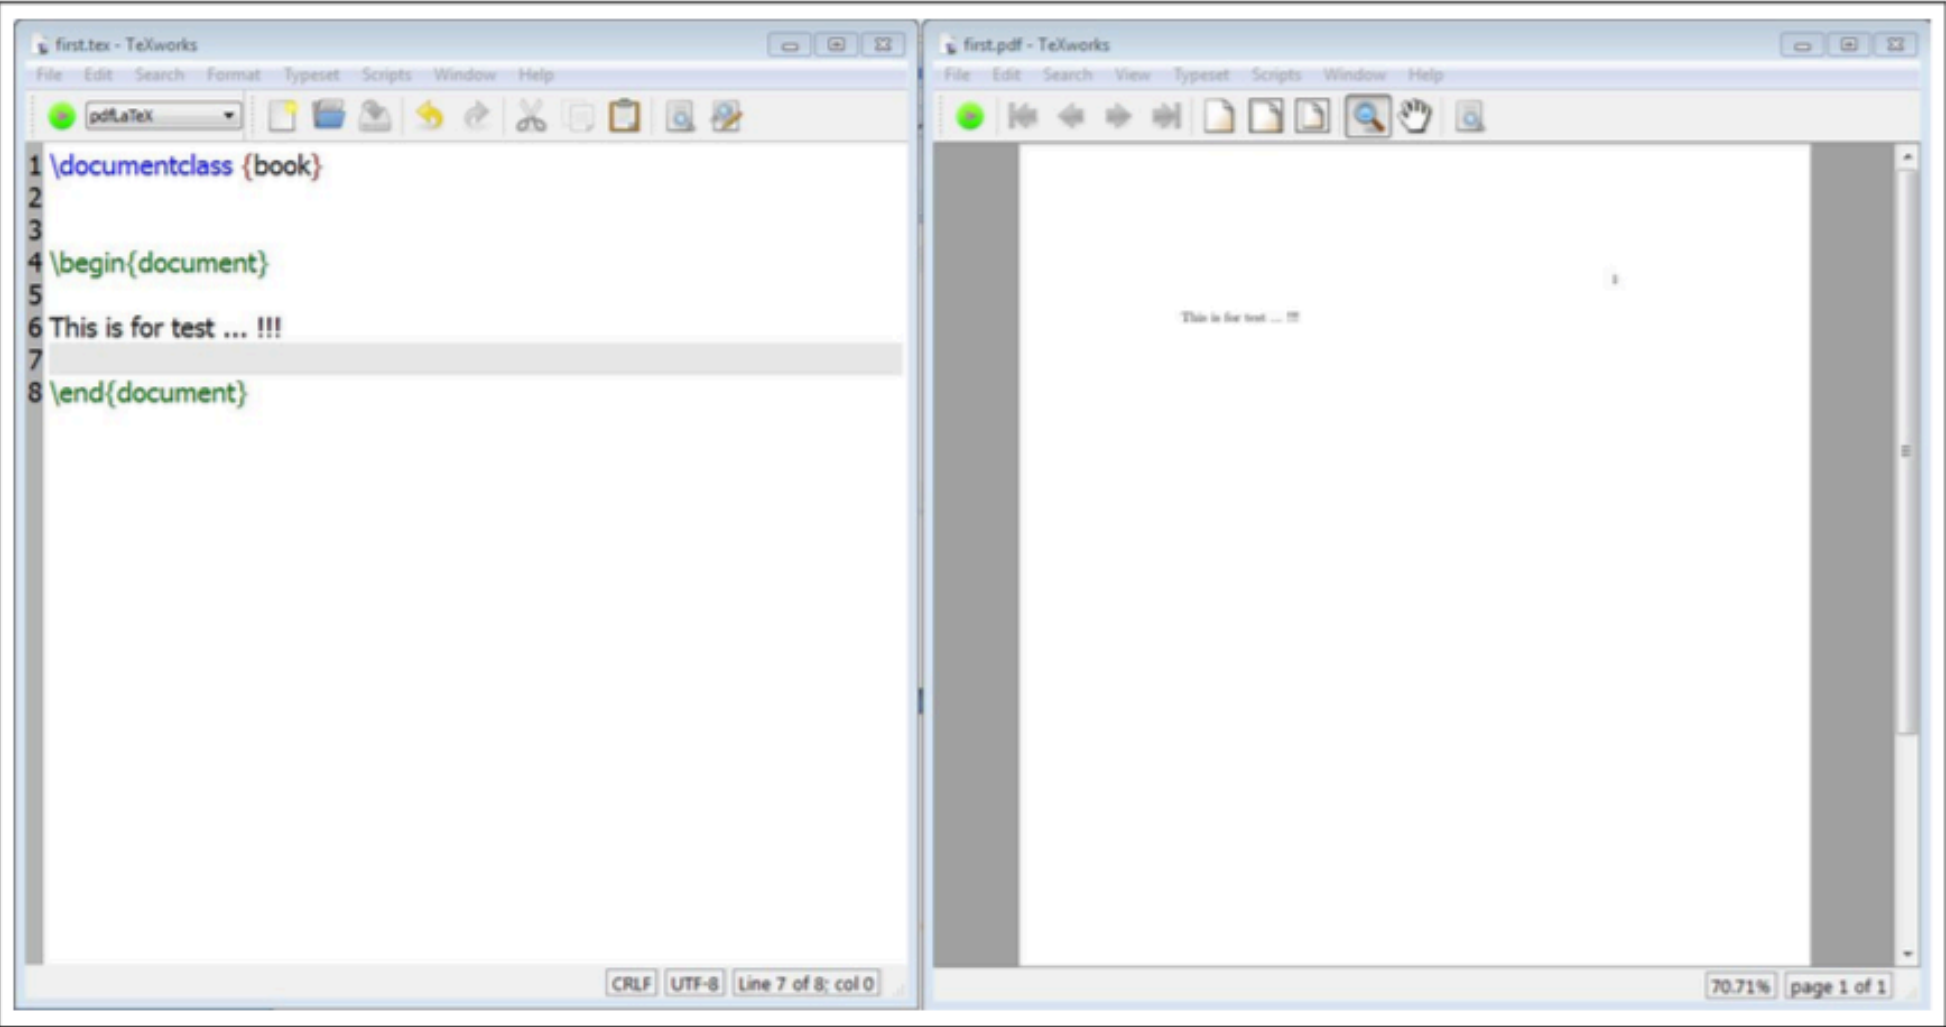 first.tex - TeXworks
File Edit Search Format Typeset Scripts Window Help
pdfLaTeX
1 \documentclass {book}
2
3
4 \begin{document}
5
6 This is for test ... !!!
7
8 \end{document}
CRLF UTF-8 Line 7 of 8; col 0
first.pdf - TeXworks
File Edit Search View Typeset Scripts Window Help
1
This is for test ... !!!
70.71% page 1 of 1